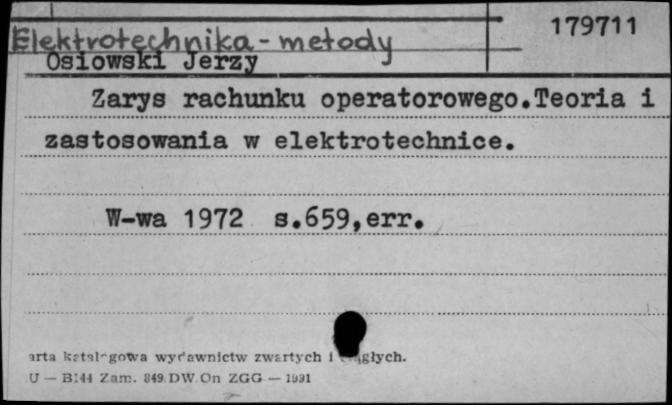 179711
Elektrotechnika - metody
Osiowski Jerzy
Zarys rachunku operatorowego.Teoria i
zastosowania w elektrotechnice.
W-wa 1972 s.659,err.
arta katalogowa wydawnictw zwartych i
U — B144 Zam. 849 DW On ZGG — 1991